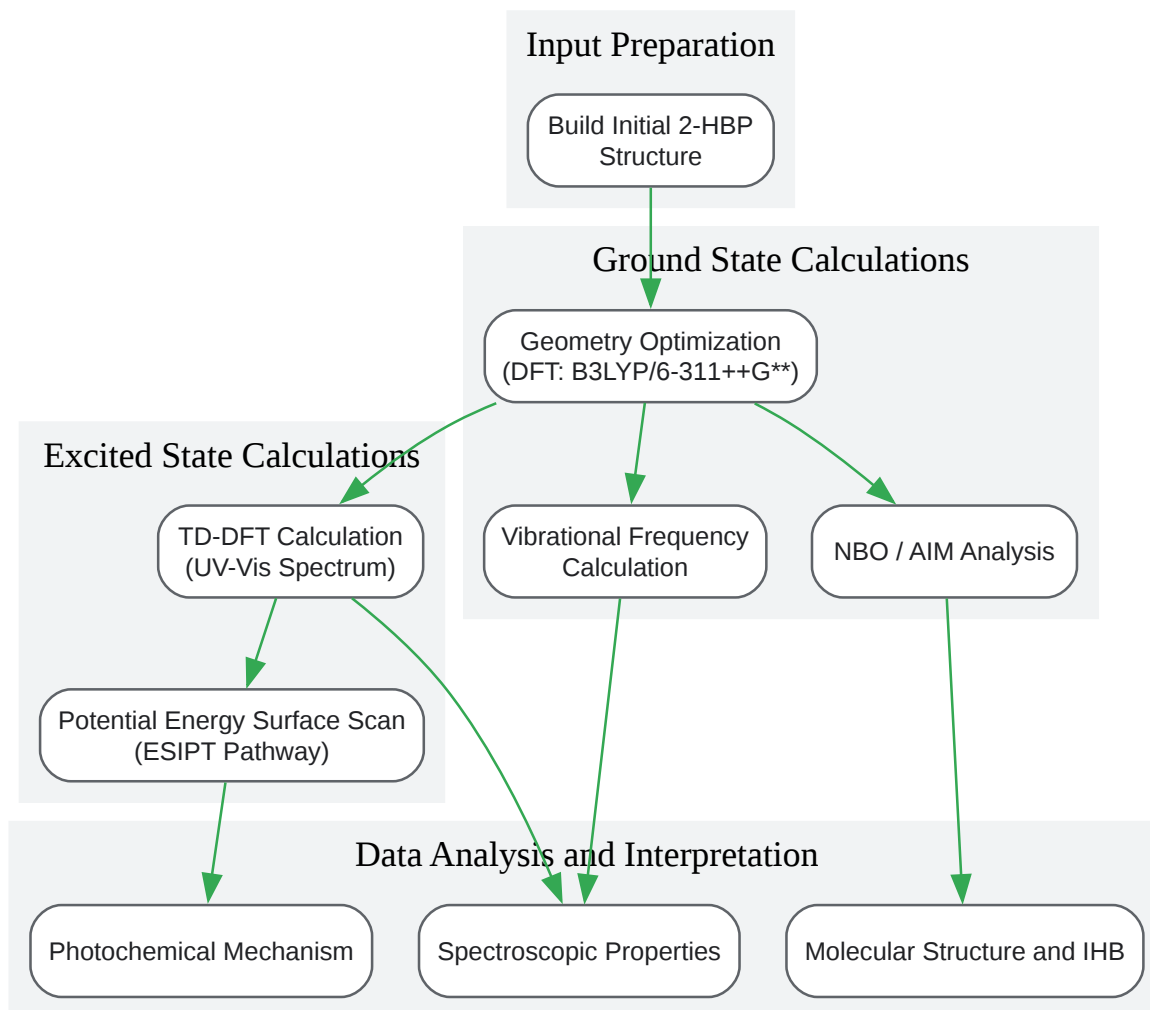 Input Preparation
Build Initial 2-HBP
Structure
Ground State Calculations
Geometry Optimization
(DFT: B3LYP/6-311++G**)
Excited State Calculations
TD-DFT Calculation
(UV-Vis Spectrum)
Vibrational Frequency
Calculation
NBO / AIM Analysis
Potential Energy Surface Scan
(ESIPT Pathway)
Data Analysis and Interpretation
Photochemical Mechanism
Spectroscopic Properties
Molecular Structure and IHB